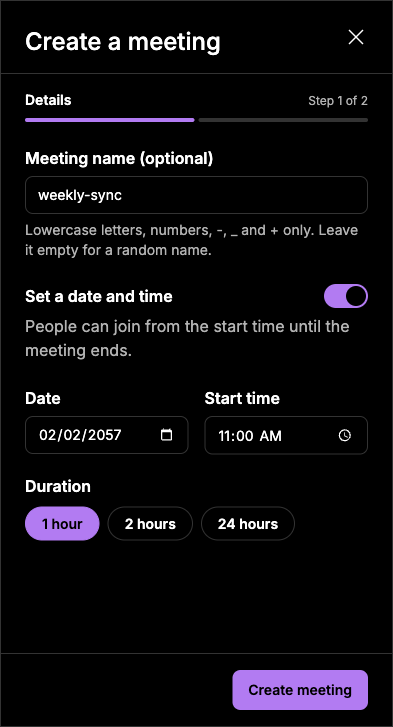 Create a meeting
Details
Step 1 of 2
Meeting name (optional)
weekly-sync
Lowercase letters, numbers, -, _ and + only. Leave
it empty for a random name.
Set a date and time
People can join from the start time until the
meeting ends.
Date
Start time
02/02/2057
11:00 AM
Duration
1 hour
2 hours
24 hours
Create meeting